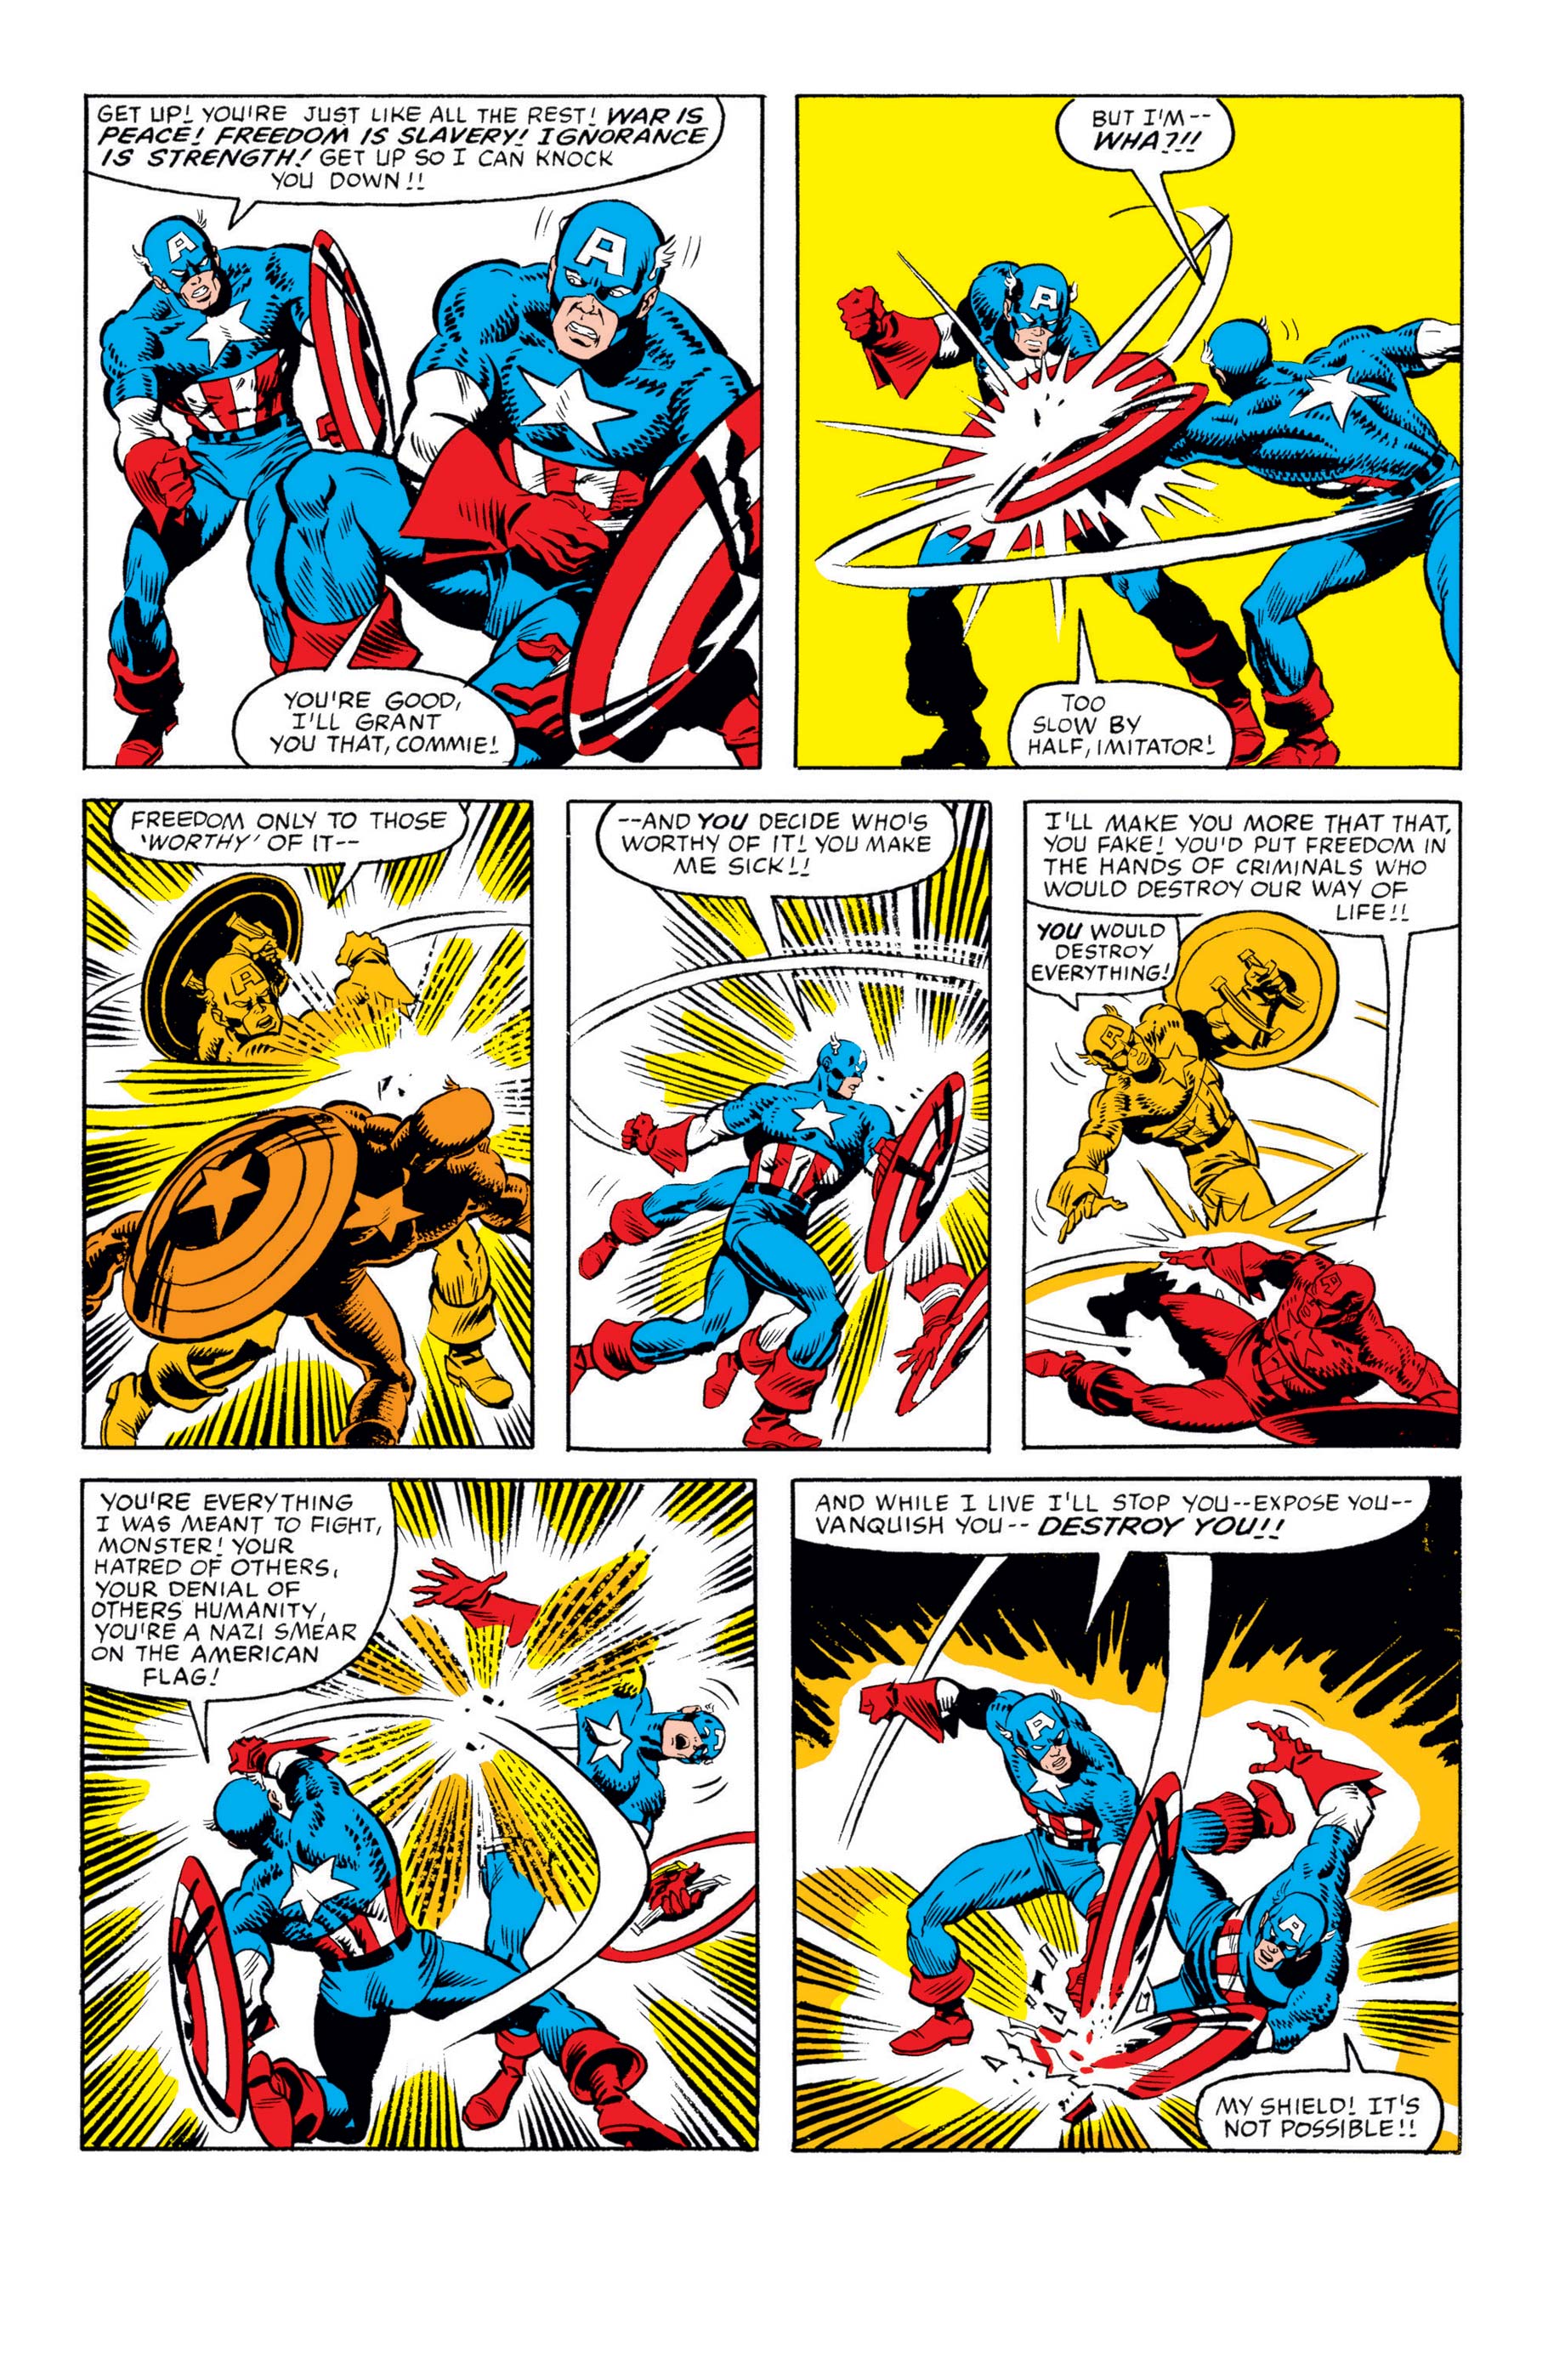 GET UP! YOU'RE JUST LIKE ALL THE REST! WAR IS
PEACE! FREEDOM IS SLAVERY! IGNORANCE
IS STRENGTH! GET UP SO I CAN KNOCK
YOU DOWN!!
YOU'RE GOOD,
I'LL GRANT
YOU THAT, COMMIE!
BUT I'M--
WHA?!!
TOO
SLOW BY
HALF, IMITATOR!
FREEDOM ONLY TO THOSE
'WORTHY' OF IT--
--AND YOU DECIDE WHO'S
WORTHY OF IT! YOU MAKE
ME SICK!!
I'LL MAKE YOU MORE THAT THAT,
YOU FAKE! YOU'D PUT FREEDOM IN
THE HANDS OF CRIMINALS WHO
WOULD DESTROY OUR WAY OF
LIFE!!
YOU WOULD
DESTROY
EVERYTHING!
YOU'RE EVERYTHING
I WAS MEANT TO FIGHT,
MONSTER! YOUR
HATRED OF OTHERS,
YOUR DENIAL OF
OTHERS' HUMANITY,
YOU'RE A NAZI SMEAR
ON THE AMERICAN
FLAG!
AND WHILE I LIVE I'LL STOP YOU--EXPOSE YOU--
VANQUISH YOU-- DESTROY YOU!!
MY SHIELD! IT'S
NOT POSSIBLE!!